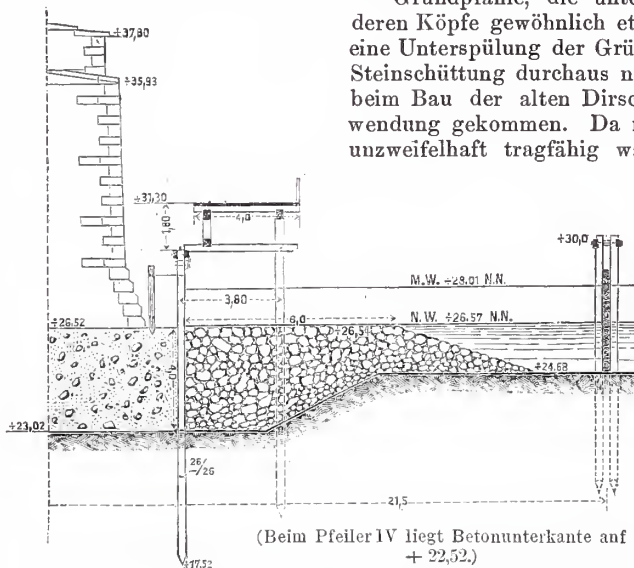 Grundpfähle, die unte
deren Köpfe gewöhnlich et
eine Unterspülung der Grü
Steinschüttung durchaus n
beim Bau der alten Dirsc
wendung gekommen. Da
unzweifelhaft tragfähig w
+37,80
+35,93
+31,30
1,80
4,0
+30,0
M.W. +28.01 N.N.
3,80
N.W. +26.57 N.N.
6,0
+26.52
+26,5
+24.68
4,0
+23,02
26/26
21,5
+17.52
(Beim Pfeiler IV liegt Betonunterkante auf
+ 22,52.)